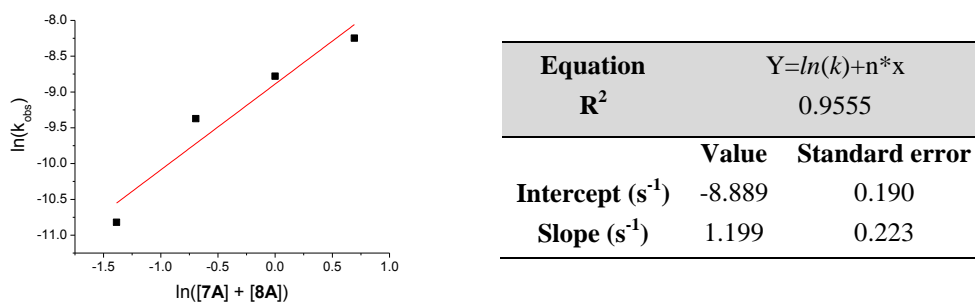 -8.0
-8.5
-9.0
-9.5
-10.0
-10.5
-11.0
ln(k_obs)
-1.5 -1.0 -0.5 0.0 0.5 1.0
ln([7A] + [8A])
Equation Y=ln(k)+n*x
R² 0.9555
Value Standard error
Intercept (s⁻¹) -8.889 0.190
Slope (s⁻¹) 1.199 0.223